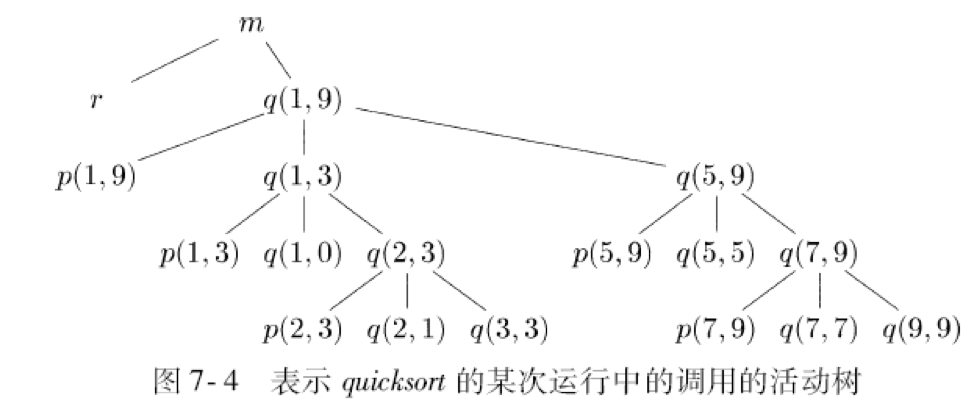 m
r q(1,9)
p(1,9) q(1,3) q(5,9)
p(1,3) q(1,0) q(2,3) p(5,9) q(5,5) q(7,9)
p(2,3) q(2,1) q(3,3) p(7,9) q(7,7) q(9,9)
图 7-4 表示 quicksort 的某次运行中的调用的活动树